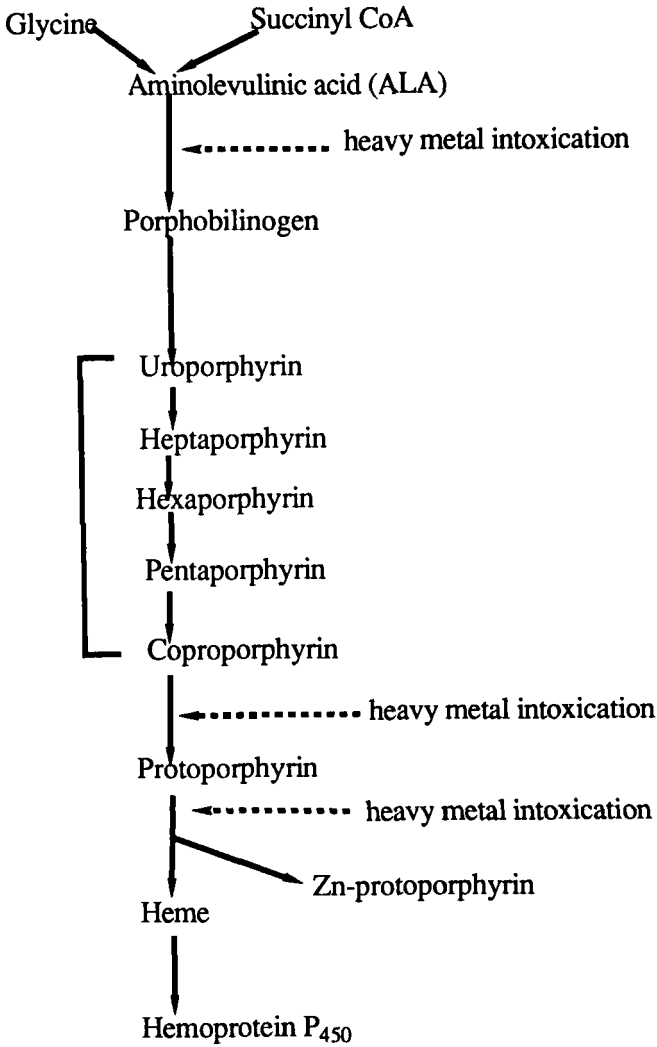 Glycine
Succinyl CoA
Aminolevulinic acid (ALA)
heavy metal intoxication
Porphobilinogen
Uroporphyrin
Heptaporphyrin
Hexaporphyrin
Pentaporphyrin
Coproporphyrin
heavy metal intoxication
Protoporphyrin
heavy metal intoxication
Zn-protoporphyrin
Heme
Hemoprotein P₄₅₀